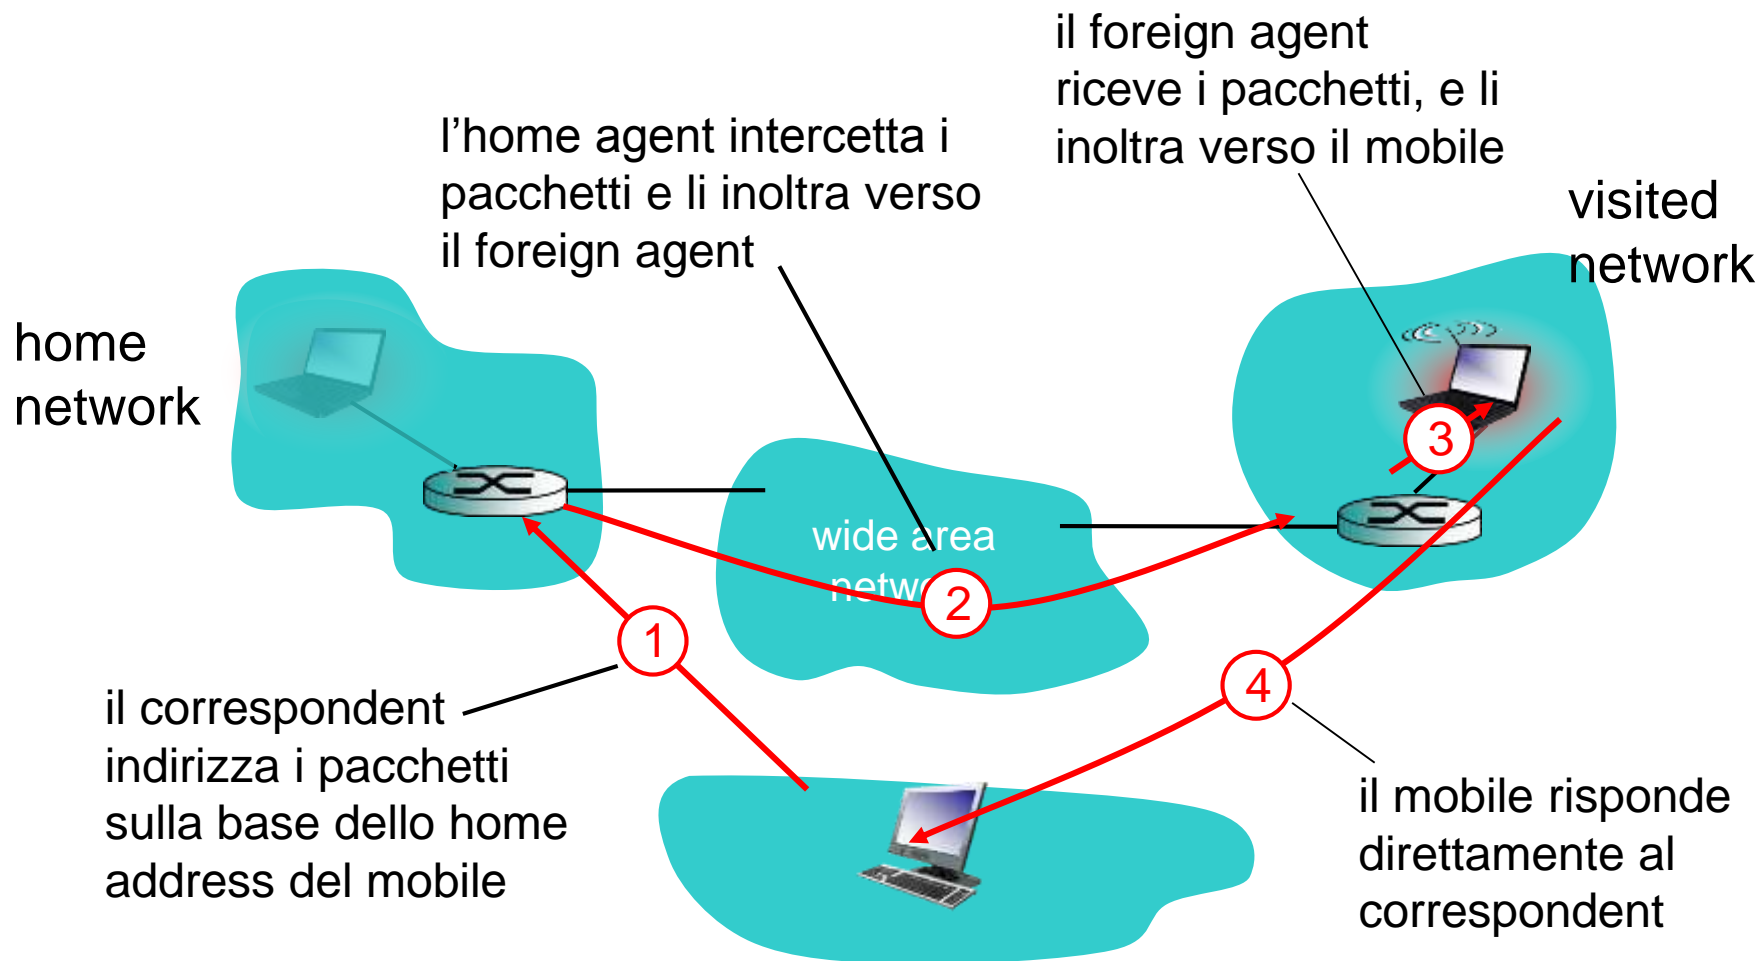 il foreign agent
riceve i pacchetti, e li
inoltra verso il mobile
l'home agent intercetta i
pacchetti e li inoltra verso
il foreign agent
visited
network
home
network
3
wide area
network
2
1
4
il correspondent
indirizza i pacchetti
sulla base dello home
address del mobile
il mobile risponde
direttamente al
correspondent